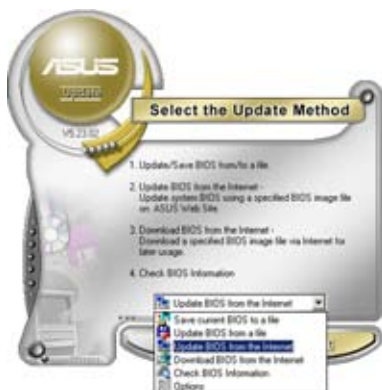 ASUS
Update
V5.23.02
Select the Update Method
1. Update/Save BIOS from/to a file.
2. Update BIOS from the Internet -
Update system BIOS using a specified BIOS image file
on ASUS Web Site.
3. Download BIOS from the Internet -
Download a specified BIOS image file via Internet for
later usage.
4. Check BIOS Information
Update BIOS from the Internet
Save current BIOS to a file
Update BIOS from a file
Update BIOS from the Internet
Download BIOS from the Internet
Check BIOS Information
Options